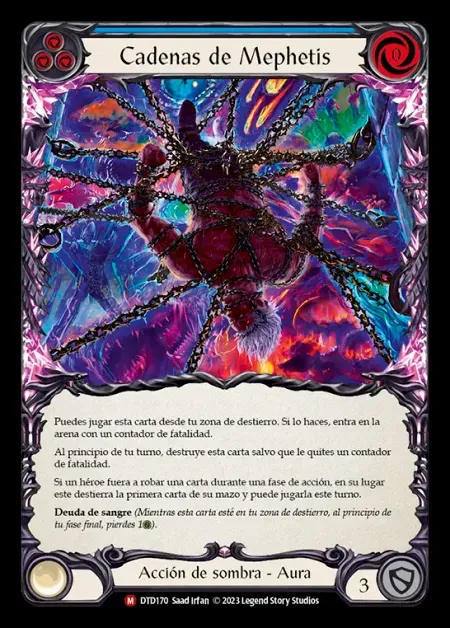 Cadenas de Mephetis
0
Puedes jugar esta carta desde tu zona de destierro. Si lo haces, entra en la
arena con un contador de fatalidad.
Al principio de tu turno, destruye esta carta salvo que le quites un contador
de fatalidad.
Si un héroe fuera a robar una carta durante una fase de acción, en su lugar
este destierra la primera carta de su mazo y puede jugarla este turno.
Deuda de sangre (Mientras esta carta esté en tu zona de destierro, al principio de
tu fase final, pierdes 1).
Acción de sombra - Aura
3
M DTD170 Saad Irfan © 2023 Legend Story Studios